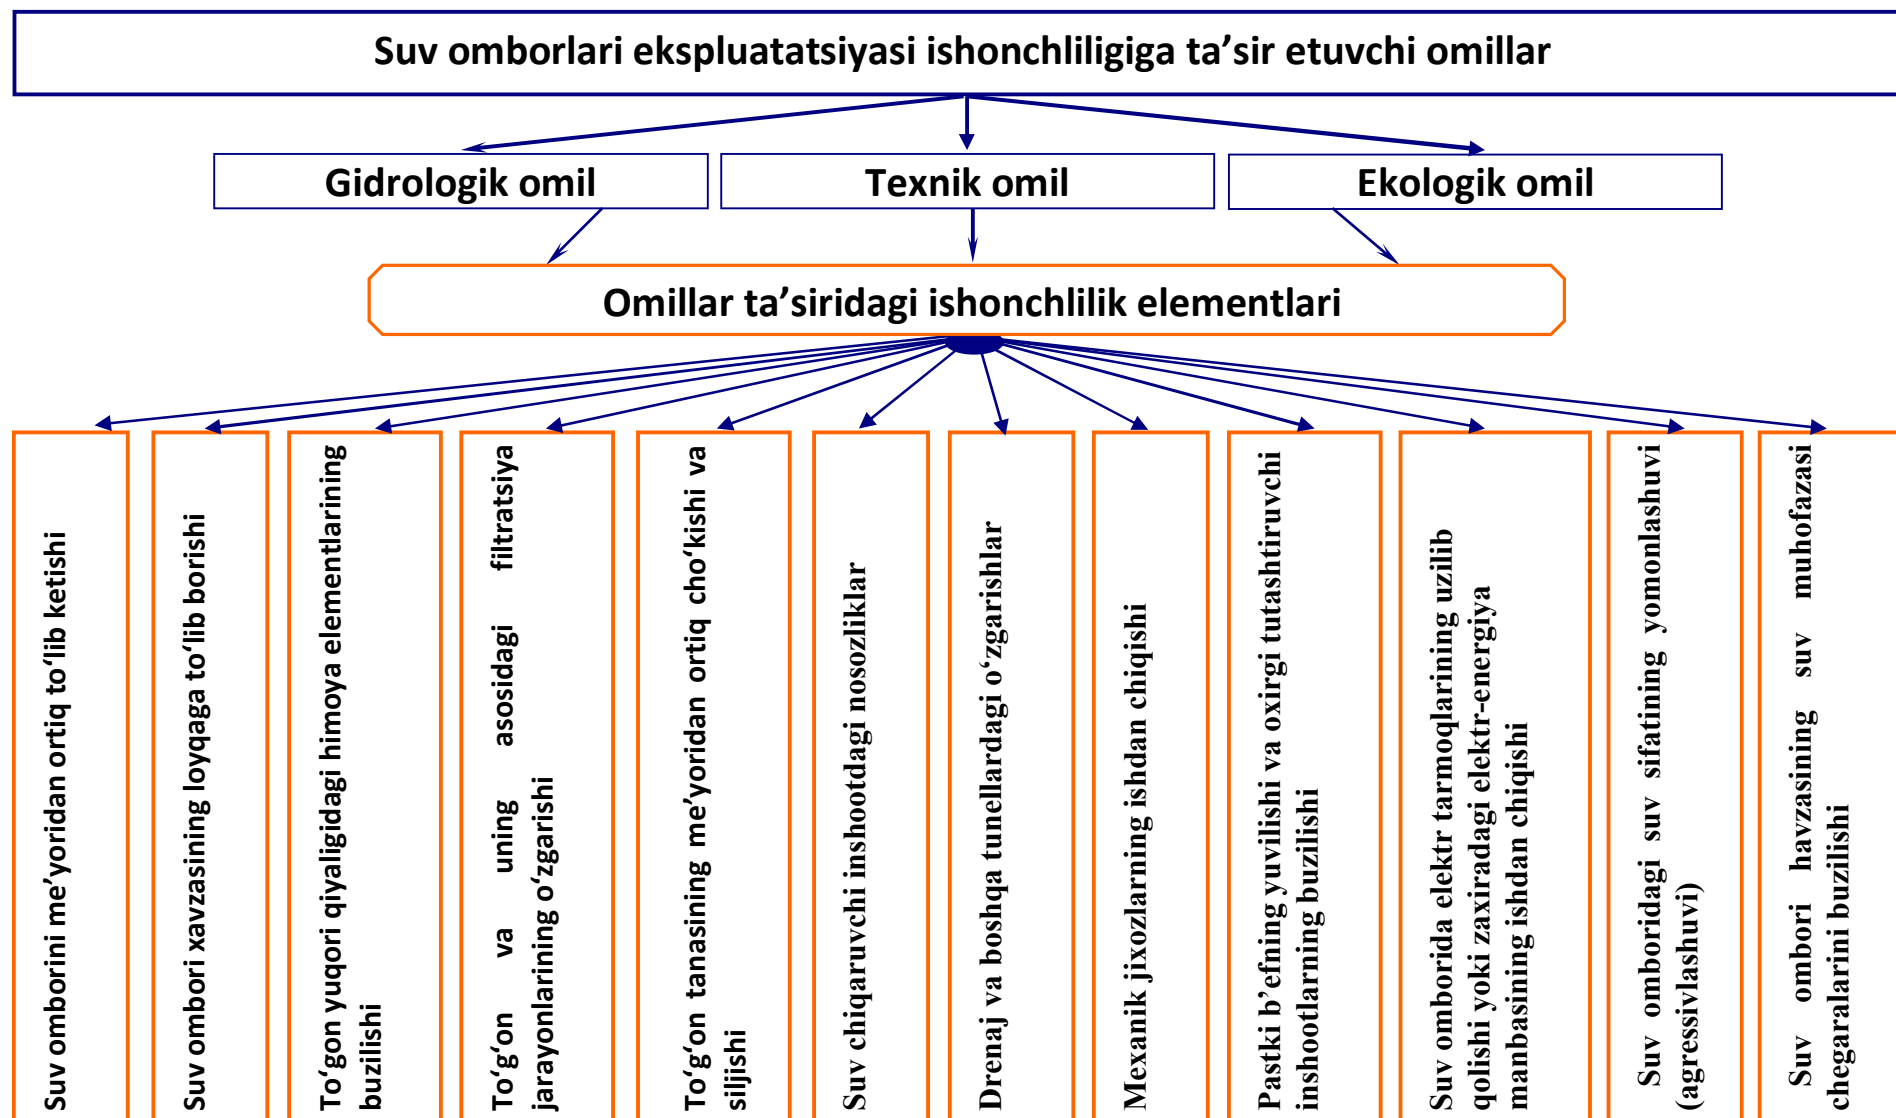 Suv omborlari ekspluatatsiyasi ishonchliligiga ta’sir etuvchi omillar
Gidrologik omil
Texnik omil
Ekologik omil
Omillar ta’siridagi ishonchlilik elementlari
Suv omborini me’yoridan ortiq to‘lib ketishi
Suv ombori xavzasining loyqaga to‘lib borishi
To‘gon yuqori qiyaligidagi himoya elementlarining
buzilishi
To‘g‘on va uning asosidagi filtratsiya
jarayonlarining o‘zgarishi
To‘g‘on tanasining me’yoridan ortiq cho‘kishi va
siljishi
Suv chiqaruvchi inshootdagi nosozliklar
Drenaj va boshqa tunellardagi o‘zgarishlar
Mexanik jixozlarning ishdan chiqishi
Pastki b’efning yuvilishi va oxirgi tutashtiruvchi
inshootlarning buzilishi
Suv omborida elektr tarmoqlarining uzilib
qolishi yoki zaxiradagi elektr-energiya
manbasining ishdan chiqishi
Suv omboridagi suv sifatining yomonlashuvi
(agressivlashuvi)
Suv ombori havzasining suv muhofazasi
chegaralarini buzilishi